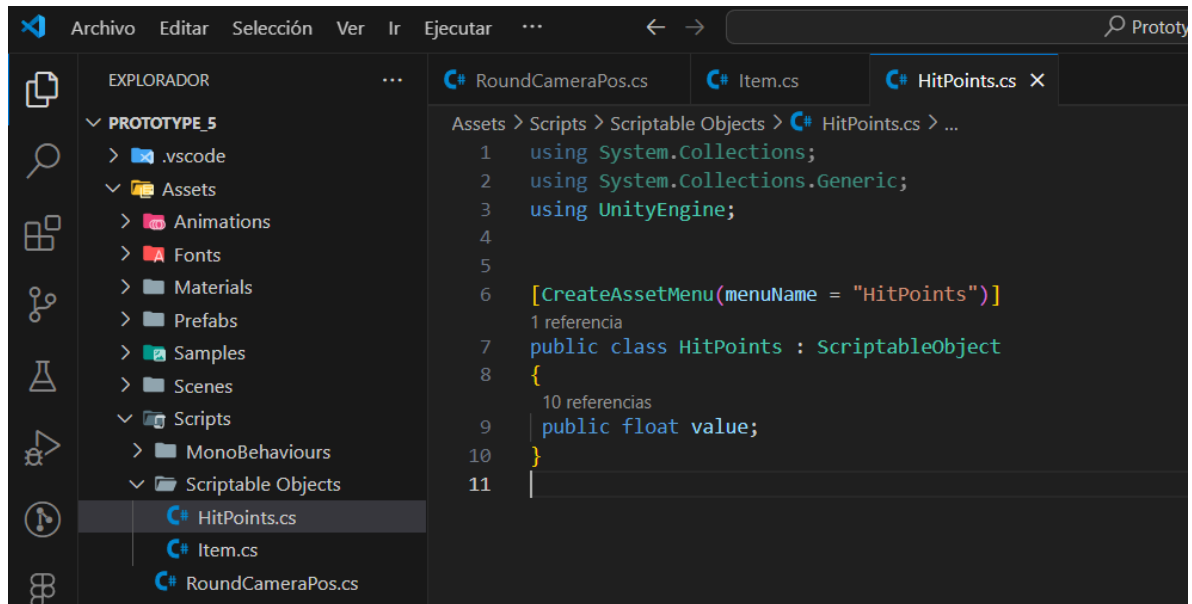 Archivo Editar Selección Ver Ir Ejecutar ··· Prototy
EXPLORADOR ···
PROTOTYPE_5
.vscode
Assets
Animations
Fonts
Materials
Prefabs
Samples
Scenes
Scripts
MonoBehaviours
Scriptable Objects
HitPoints.cs
Item.cs
RoundCameraPos.cs
RoundCameraPos.cs Item.cs HitPoints.cs
Assets > Scripts > Scriptable Objects > HitPoints.cs > ...
1 using System.Collections;
2 using System.Collections.Generic;
3 using UnityEngine;
4
5
6 [CreateAssetMenu(menuName = "HitPoints")]
1 referencia
7 public class HitPoints : ScriptableObject
8 {
10 referencias
9 public float value;
10 }
11